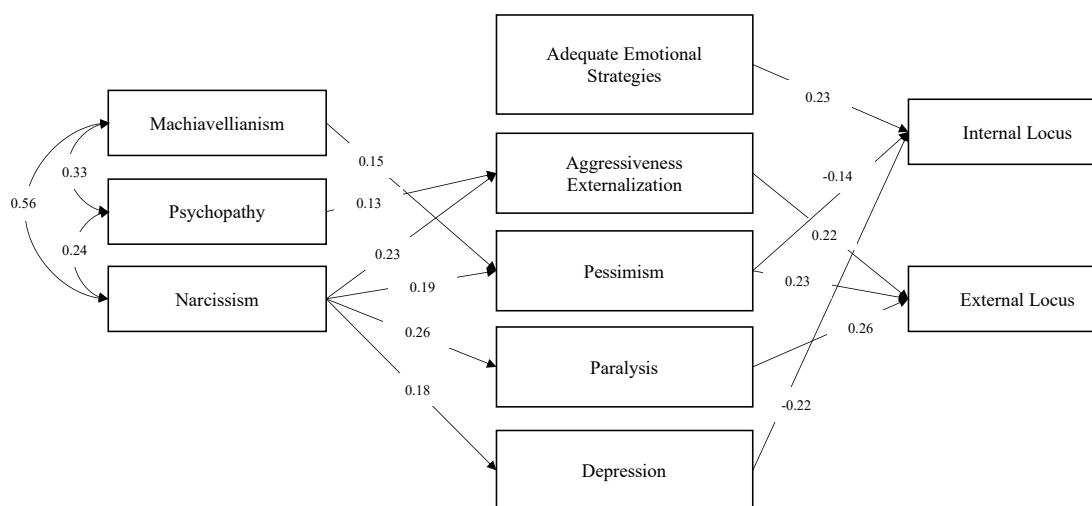 Adequate Emotional
Strategies
0.23
Machiavellianism
Internal Locus
Aggressiveness
Externalization
0.15
0.33
-0.14
0.56
Psychopathy
0.13
0.22
0.24
0.23
Pessimism
0.19
0.23
Narcissism
External Locus
0.26
0.26
Paralysis
0.18
-0.22
Depression